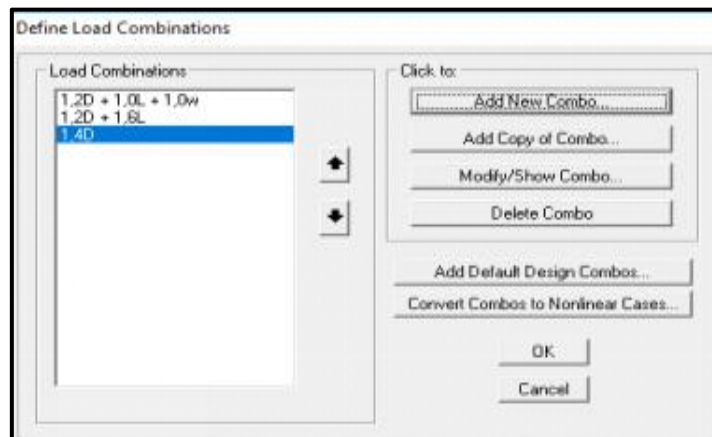 Define Load Combinations
Load Combinations
1,2D + 1,0L + 1,0w
1,2D + 1,6L
1,4D
Click to:
Add New Combo...
Add Copy of Combo...
Modify/Show Combo...
Delete Combo
Add Default Design Combos...
Convert Combos to Nonlinear Cases...
OK
Cancel